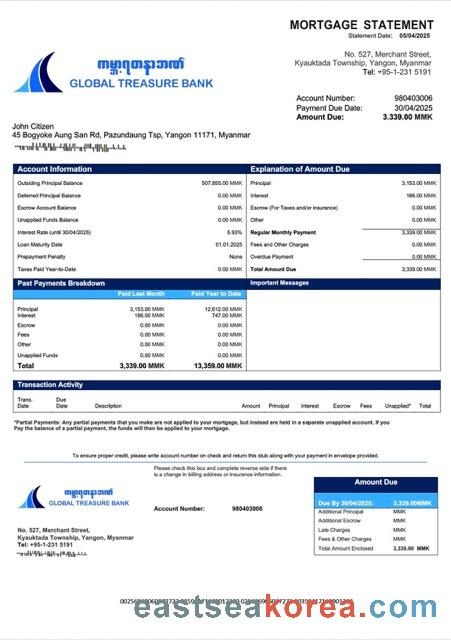 MORTGAGE STATEMENT
Statement Date: 05/04/2025
No. 527, Merchant Street,
Kyauktada Township, Yangon, Myanmar
Tel: +95-1-231 5191
ကမ္ဘာ့ရတနာဘဏ်
GLOBAL TREASURE BANK
Account Number: 980403006
Payment Due Date: 30/04/2025
Amount Due: 3.339.00 MMK
John Citizen
45 Bogyoke Aung San Rd, Pazundaung Tsp, Yangon 11171, Myanmar
Account Information
Outsiding Principal Balance 507,855.00 MMK
Deferred Principal Balance 0.00 MMK
Escrow Account Balance 0.00 MMK
Unapplied Funds Balance 0.00 MMK
Interest Rate (until 30/04/2025) 5.93%
Loan Maturity Date 01.01.2025
Prepayment Penalty None
Taxes Paid Year-to-Date 0.00 MMK
Explanation of Amount Due
Principal 3,153.00 MMK
Interest 186.00 MMK
Escrow (For Taxes and/or insurance) 0.00 MMK
Other 0.00 MMK
Regular Monthly Payment 3,339.00 MMK
Fees and Other Charges 0.00 MMK
Overdue Payment 0.00 MMK
Total Amount Due 3,339.00 MMK
Past Payments Breakdown
Paid Last Month Paid Year to Date
Principal 3,153.00 MMK 12,612.00 MMK
Interest 186.00 MMK 747.00 MMK
Escrow 0.00 MMK 0.00 MMK
Fees 0.00 MMK 0.00 MMK
Other 0.00 MMK 0.00 MMK
Unapplied Funds 0.00 MMK 0.00 MMK
Total 3,339.00 MMK 13,359.00 MMK
Important Messages
Transaction Activity
Trans. Date Due Date Description Amount Principal Interest Escrow Fees Unapplied* Total
*Partial Payments: Any partial payments that you make are not applied to your mortgage, but instead are held in a separate unapplied account. If you
Pay the balance of a partial payment, the funds will then be applied to your mortgage.
To ensure proper credit, please write account number on check and return this stub along with your payment in envelope provided.
Please check this box and complete reverse side if there
is a change in billing address or insurance information.
ကမ္ဘာ့ရတနာဘဏ်
GLOBAL TREASURE BANK
Account Number: 980403006
No. 527, Merchant Street,
Kyauktada Township, Yangon, Myanmar
Tel: +95-1-231 5191
Amount Due
Due By 30/04/2025: 3,339.00MMK
Additional Principal MMK
Additional Escrow MMK
Late Charges MMK
Fees & Other Charges MMK
Total Amount Enclosed 3,339.00 MMK
eastseakorea.com